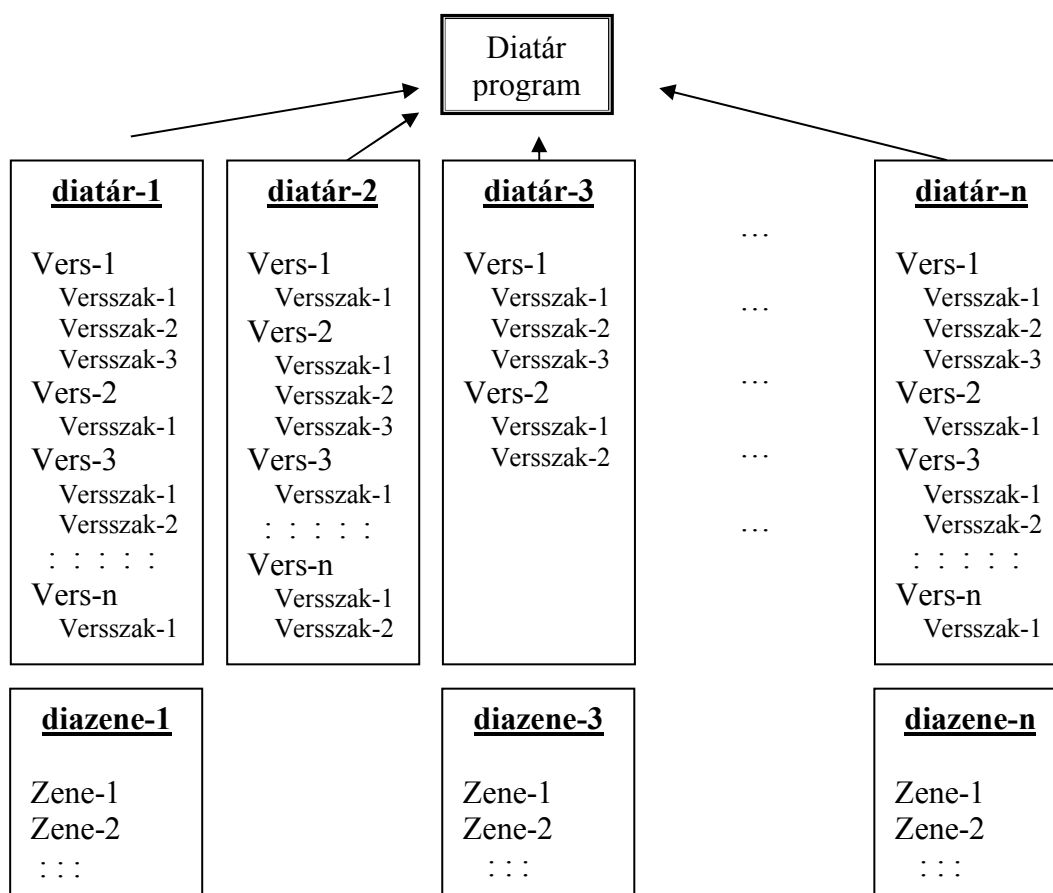 Diatár
program
diatár-1
Vers-1
Versszak-1
Versszak-2
Versszak-3
Vers-2
Versszak-1
Vers-3
Versszak-1
Versszak-2
: : : : :
Vers-n
Versszak-1
diatár-2
Vers-1
Versszak-1
Vers-2
Versszak-1
Versszak-2
Versszak-3
Vers-3
Versszak-1
: : : : :
Vers-n
Versszak-1
Versszak-2
diatár-3
Vers-1
Versszak-1
Versszak-2
Versszak-3
Vers-2
Versszak-1
Versszak-2
…
…
…
…
…
diatár-n
Vers-1
Versszak-1
Versszak-2
Versszak-3
Vers-2
Versszak-1
Vers-3
Versszak-1
Versszak-2
: : : : :
Vers-n
Versszak-1
diazene-1
Zene-1
Zene-2
: : :
diazene-3
Zene-1
Zene-2
: : :
diazene-n
Zene-1
Zene-2
: : :